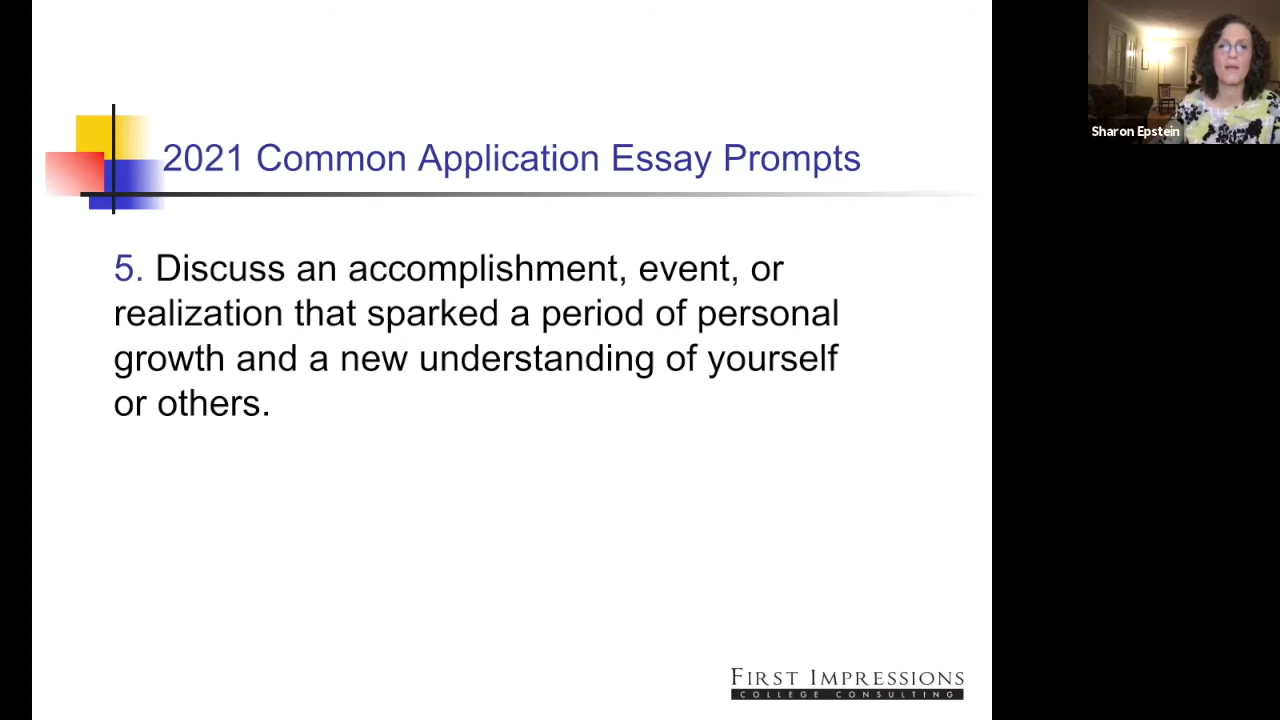 2021 Common Application Essay Prompts
5. Discuss an accomplishment, event, or
realization that sparked a period of personal
growth and a new understanding of yourself
or others.
FIRST IMPRESSIONS
COLLEGE CONSULTING
Sharon Epstein